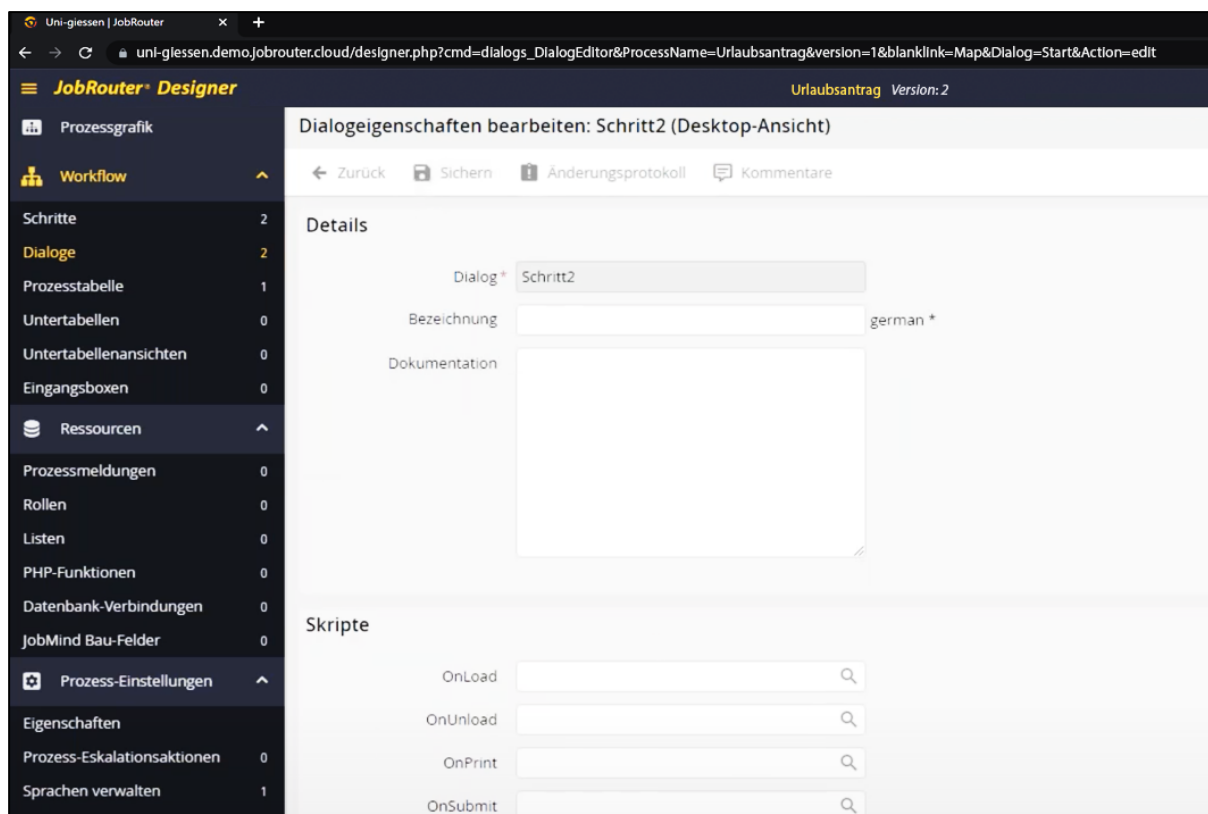 Uni-giessen | JobRouter × +
uni-giessen.demo.jobrouter.cloud/designer.php?cmd=dialogs_DialogEditor&ProcessName=Urlaubsantrag&version=1&blanklink=Map&Dialog=Start&Action=edit
JobRouter® Designer
Urlaubsantrag Version: 2
Prozessgrafik
Workflow
Schritte 2
Dialoge 2
Prozesstabelle 1
Untertabellen 0
Untertabellenansichten 0
Eingangsboxen 0
Ressourcen
Prozessmeldungen 0
Rollen 0
Listen 0
PHP-Funktionen 0
Datenbank-Verbindungen 0
JobMind Bau-Felder 0
Prozess-Einstellungen
Eigenschaften
Prozess-Eskalationsaktionen 0
Sprachen verwalten 1
Dialogeigenschaften bearbeiten: Schritt2 (Desktop-Ansicht)
Zurück Sichern Änderungsprotokoll Kommentare
Details
Dialog * Schritt2
Bezeichnung german *
Dokumentation
Skripte
OnLoad
OnUnload
OnPrint
OnSubmit